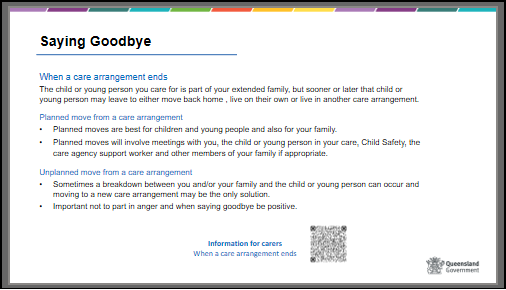 Saying Goodbye
When a care arrangement ends
The child or young person you care for is part of your extended family, but sooner or later that child or
young person may leave to either move back home , live on their own or live in another care arrangement.
Planned move from a care arrangement
• Planned moves are best for children and young people and also for your family.
• Planned moves will involve meetings with you, the child or young person in your care, Child Safety, the
care agency support worker and other members of your family if appropriate.
Unplanned move from a care arrangement
• Sometimes a breakdown between you and/or your family and the child or young person can occur and
moving to a new care arrangement may be the only solution.
• Important not to part in anger and when saying goodbye be positive.
Information for carers
When a care arrangement ends
Queensland
Government